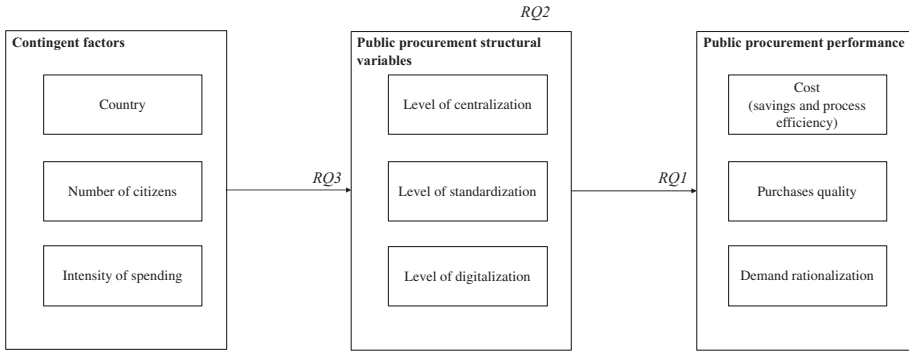 RQ2
Contingent factors
Country
Number of citizens
Intensity of spending
RQ3
Public procurement structural
variables
Level of centralization
Level of standardization
Level of digitalization
RQ1
Public procurement performance
Cost
(savings and process
efficiency)
Purchases quality
Demand rationalization